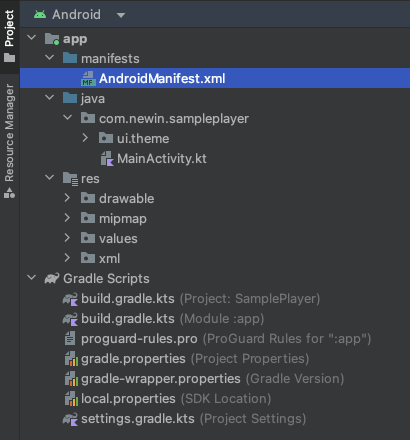 Android
Project
Resource Manager
app
manifests
MF AndroidManifest.xml
java
com.newin.sampleplayer
ui.theme
MainActivity.kt
res
drawable
mipmap
values
xml
Gradle Scripts
build.gradle.kts (Project: SamplePlayer)
build.gradle.kts (Module :app)
proguard-rules.pro (ProGuard Rules for ":app")
gradle.properties (Project Properties)
gradle-wrapper.properties (Gradle Version)
local.properties (SDK Location)
settings.gradle.kts (Project Settings)